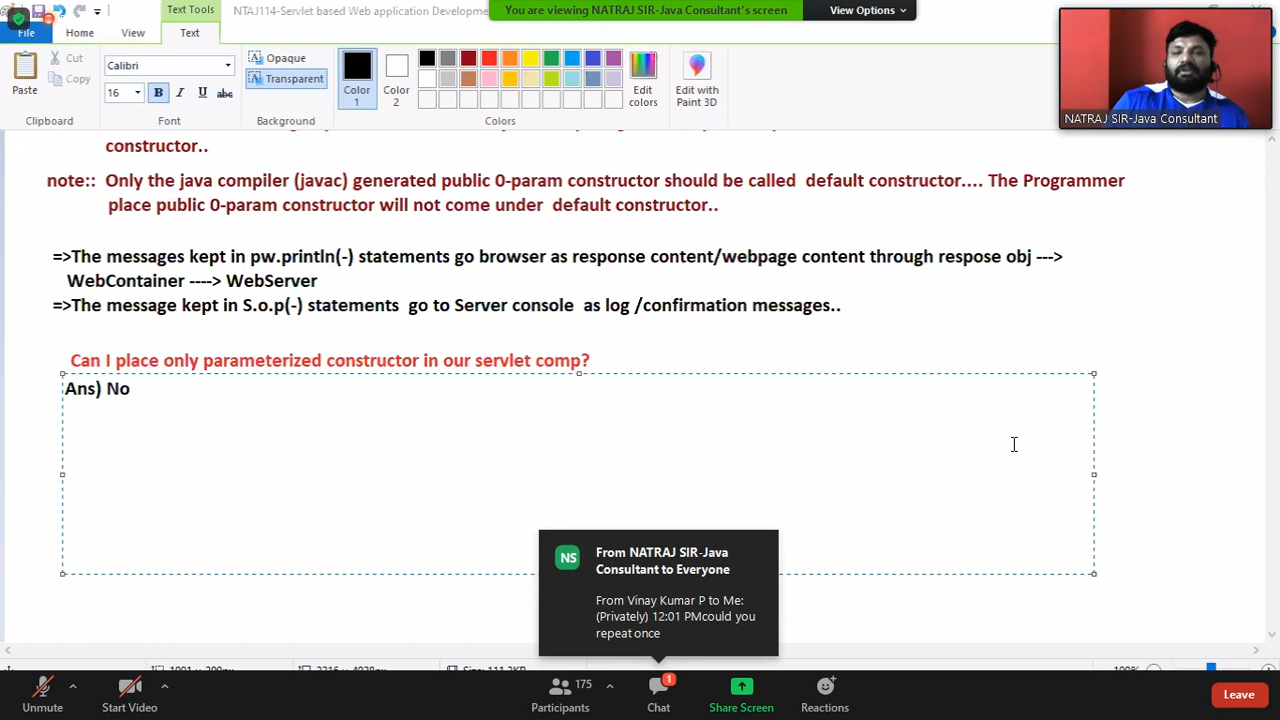 Text Tools
NTAJ114-Servlet based Web application Developme
You are viewing NATRAJ SIR-Java Consultant's screen
View Options
File
Home
View
Text
Paste
Cut
Copy
Clipboard
Calibri
16
B
I
U
abc
Font
Opaque
Transparent
Background
Color 1
Color 2
Edit colors
Colors
Edit with Paint 3D
NATRAJ SIR-Java Consultant
constructor..
note:: Only the java compiler (javac) generated public 0-param constructor should be called default constructor.... The Programmer
place public 0-param constructor will not come under default constructor..
=>The messages kept in pw.println(-) statements go browser as response content/webpage content through respose obj --->
WebContainer ----> WebServer
=>The message kept in S.o.p(-) statements go to Server console as log /confirmation messages..
Can I place only parameterized constructor in our servlet comp?
Ans) No
NS
From NATRAJ SIR-Java
Consultant to Everyone
From Vinay Kumar P to Me:
(Privately) 12:01 PMcould you
repeat once
Unmute
Start Video
175
Participants
1
Chat
Share Screen
Reactions
Leave